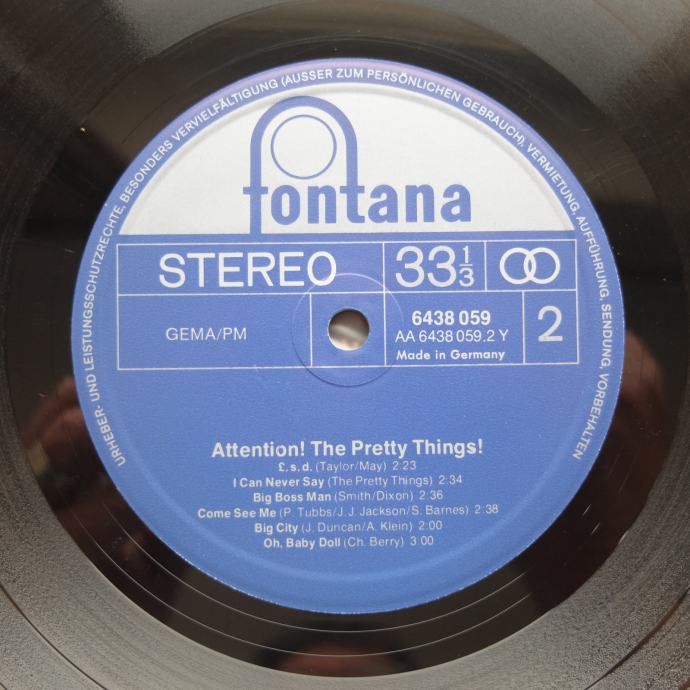 URHEBER- UND LEISTUNGSSCHUTZRECHTE, BESONDERS VERVIELFÄLTIGUNG (AUSSER ZUM PERSÖNLICHEN GEBRAUCH), VERMIETUNG, AUFFÜHRUNG, SENDUNG, VORBEHALTEN
fontana
STEREO 33 1/3
GEMA/PM
6438 059
AA 6438 059.2 Y
Made in Germany
2
Attention! The Pretty Things!
£.s.d. (Taylor/May) 2:23
I Can Never Say (The Pretty Things) 2:34
Big Boss Man (Smith/Dixon) 2:36
Come See Me (P. Tubbs/J. J. Jackson/S. Barnes) 2:38
Big City (J. Duncan/A. Klein) 2:00
Oh, Baby Doll (Ch. Berry) 3:00